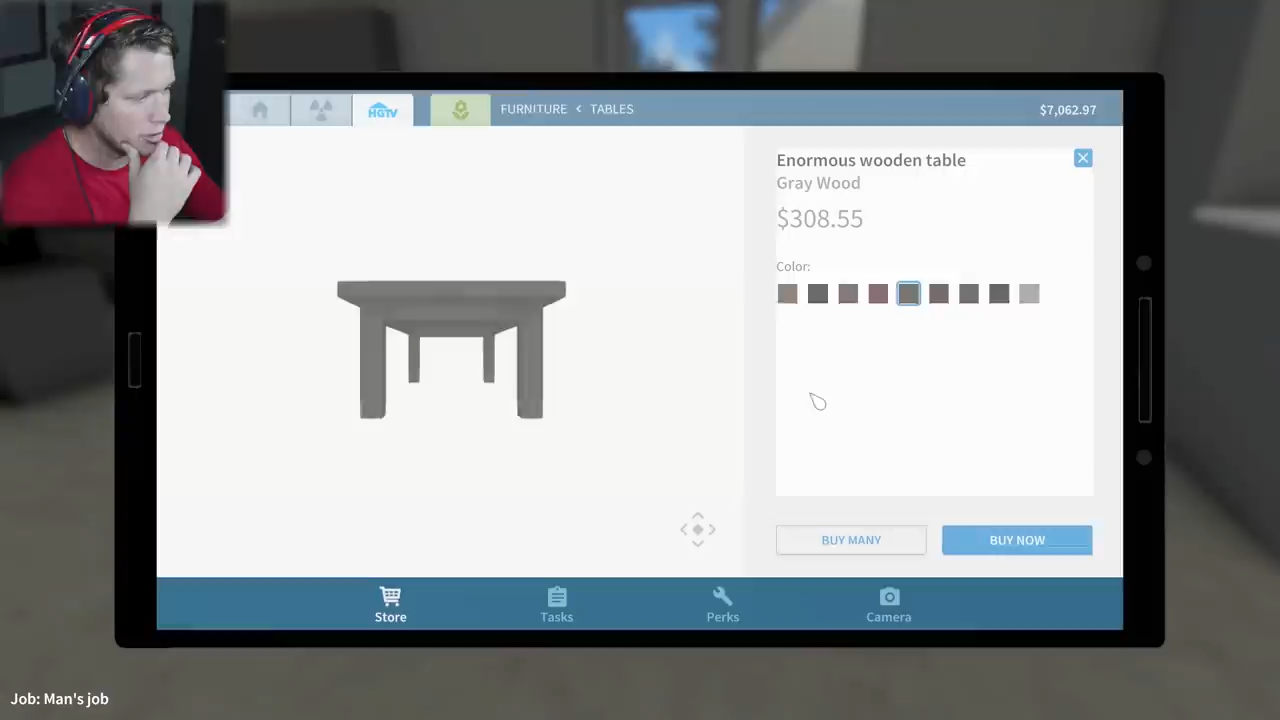 HGTV
FURNITURE < TABLES
$7,062.97
Enormous wooden table
Gray Wood
$308.55
Color:
BUY MANY
BUY NOW
Store
Tasks
Perks
Camera
Job: Man's job